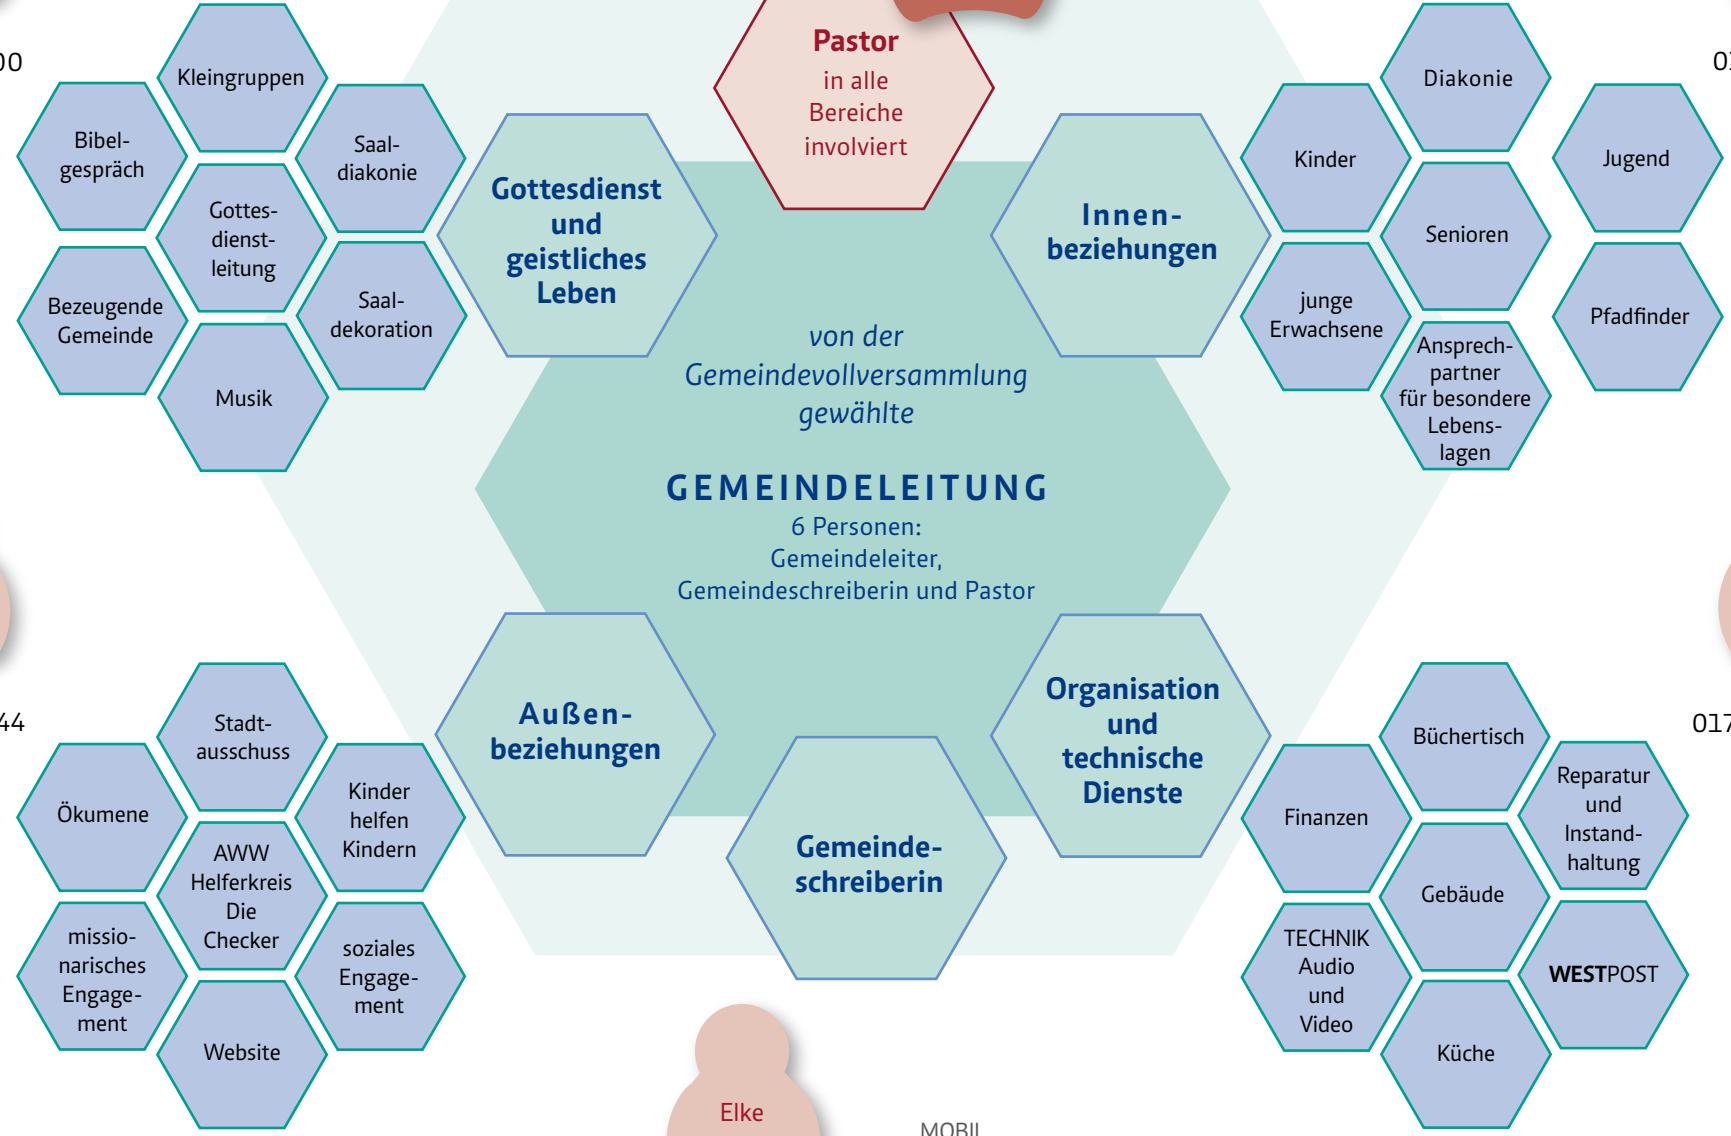 00
Kleingruppen
Bibel-
gespräch
Saal-
diakonie
Gottes-
dienst-
leitung
Bezeugende
Gemeinde
Saal-
dekoration
Musik
Gottesdienst
und
geistliches
Leben
Pastor
in alle
Bereiche
involviert
Innen-
beziehungen
Diakonie
Kinder
Jugend
Senioren
junge
Erwachsene
Pfadfinder
Ansprech-
partner
für besondere
Lebens-
lagen
von der
Gemeindevollversammlung
gewählte
GEMEINDELEITUNG
6 Personen:
Gemeindeleiter,
Gemeindeschreiberin und Pastor
44
Stadt-
ausschuss
Ökumene
Kinder
helfen
Kindern
AWW
Helferkreis
Die
Checker
missio-
narisches
Engage-
ment
soziales
Engage-
ment
Website
Außen-
beziehungen
Gemeinde-
schreiberin
Organisation
und
technische
Dienste
017
Büchertisch
Finanzen
Reparatur
und
Instand-
haltung
Gebäude
TECHNIK
Audio
und
Video
WESTPOST
Küche
Elke
MOBIL